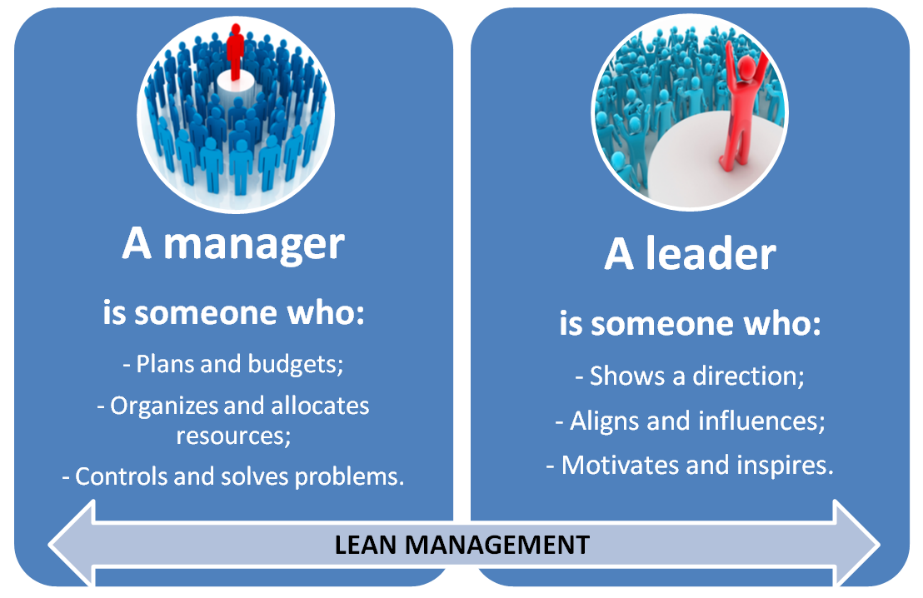 A manager
is someone who:
- Plans and budgets;
- Organizes and allocates
resources;
- Controls and solves problems.
A leader
is someone who:
- Shows a direction;
- Aligns and influences;
- Motivates and inspires.
LEAN MANAGEMENT